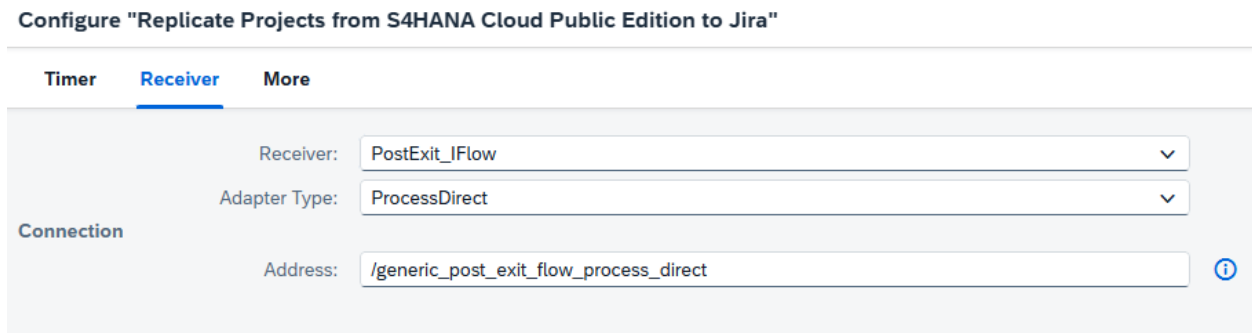 Configure "Replicate Projects from S4HANA Cloud Public Edition to Jira"
Timer Receiver More
Receiver: PostExit_IFlow
Adapter Type: ProcessDirect
Connection
Address: /generic_post_exit_flow_process_direct